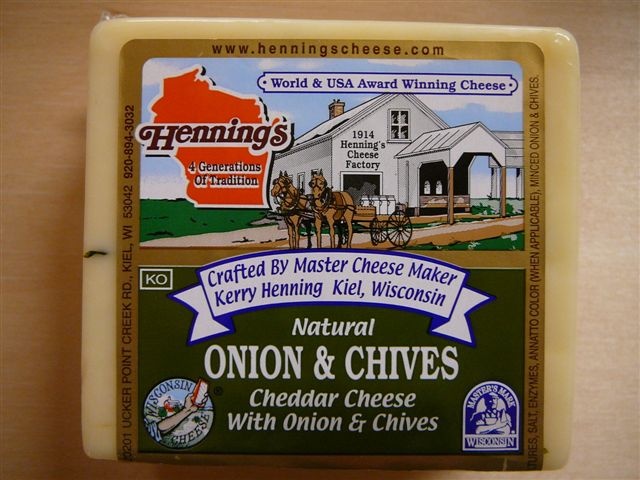 www.henningscheese.com
World & USA Award Winning Cheese
Hennings
4 Generations
Of Tradition
1914
Henning's
Cheese
Factory
KO
Crafted By Master Cheese Maker
Kerry Henning Kiel, Wisconsin
Natural
ONION & CHIVES
Cheddar Cheese
With Onion & Chives
WISCONSIN
CHEESE
®
MASTER'S MARK
WISCONSIN
20201 UCKER POINT CREEK RD., KIEL, WI 53042 920-894-3032
TURES, SALT, ENZYMES, ANNATTO COLOR (WHEN APPLICABLE), MINCED ONION & CHIVES.